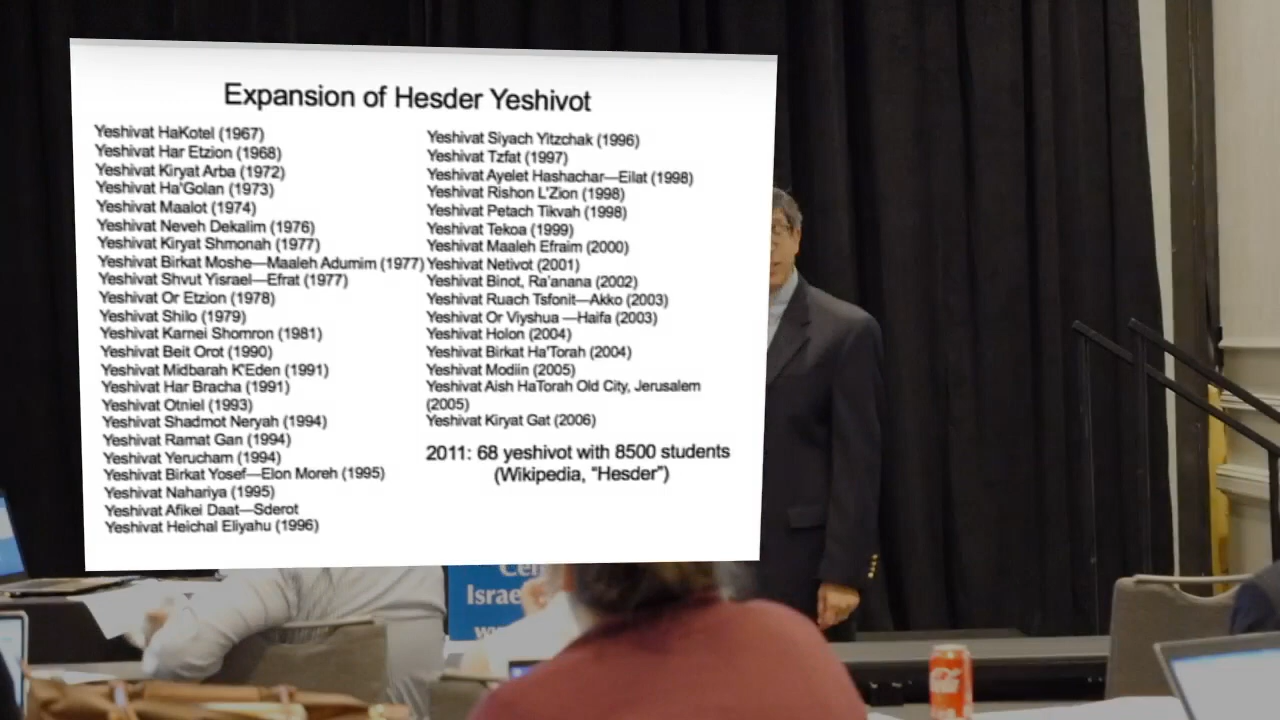 Expansion of Hesder Yeshivot
Yeshivat HaKotel (1967)
Yeshivat Har Etzion (1968)
Yeshivat Kiryat Arba (1972)
Yeshivat Ha'Golan (1973)
Yeshivat Maalot (1974)
Yeshivat Neveh Dekalim (1976)
Yeshivat Kiryat Shmonah (1977)
Yeshivat Birkat Moshe—Maaleh Adumim (1977)
Yeshivat Shvut Yisrael—Efrat (1977)
Yeshivat Or Etzion (1978)
Yeshivat Shilo (1979)
Yeshivat Karnei Shomron (1981)
Yeshivat Beit Orot (1990)
Yeshivat Midbarah K'Eden (1991)
Yeshivat Har Bracha (1991)
Yeshivat Otniel (1993)
Yeshivat Shadmot Neryah (1994)
Yeshivat Ramat Gan (1994)
Yeshivat Yerucham (1994)
Yeshivat Birkat Yosef—Elon Moreh (1995)
Yeshivat Nahariya (1995)
Yeshivat Afikei Daat—Sderot
Yeshivat Heichal Eliyahu (1996)
Yeshivat Siyach Yitzchak (1996)
Yeshivat Tzfat (1997)
Yeshivat Ayelet Hashachar—Eilat (1998)
Yeshivat Rishon L'Zion (1998)
Yeshivat Petach Tikvah (1998)
Yeshivat Tekoa (1999)
Yeshivat Maaleh Efraim (2000)
Yeshivat Netivot (2001)
Yeshivat Binot, Ra'anana (2002)
Yeshivat Ruach Tsfonit—Akko (2003)
Yeshivat Or Viyshua —Haifa (2003)
Yeshivat Holon (2004)
Yeshivat Birkat Ha'Torah (2004)
Yeshivat Modiin (2005)
Yeshivat Aish HaTorah Old City, Jerusalem
(2005)
Yeshivat Kiryat Gat (2006)
2011: 68 yeshivot with 8500 students
(Wikipedia, "Hesder")